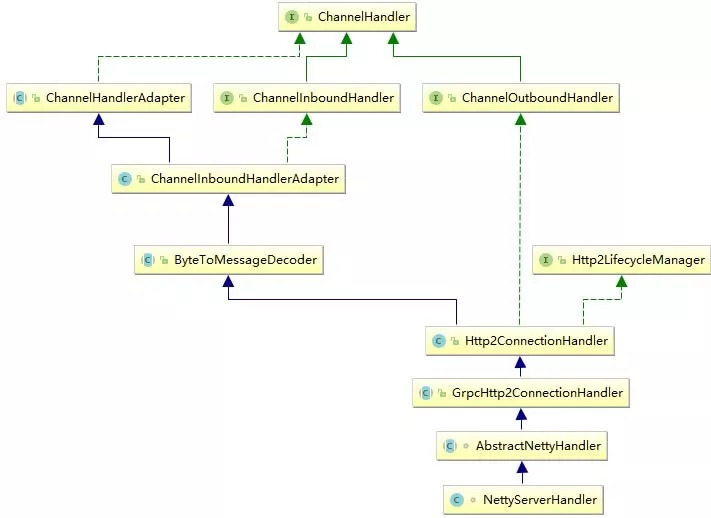 I ChannelHandler
C ChannelHandlerAdapter
I ChannelInboundHandler
I ChannelOutboundHandler
C ChannelInboundHandlerAdapter
C ByteToMessageDecoder
I Http2LifecycleManager
C Http2ConnectionHandler
C GrpcHttp2ConnectionHandler
C AbstractNettyHandler
C NettyServerHandler